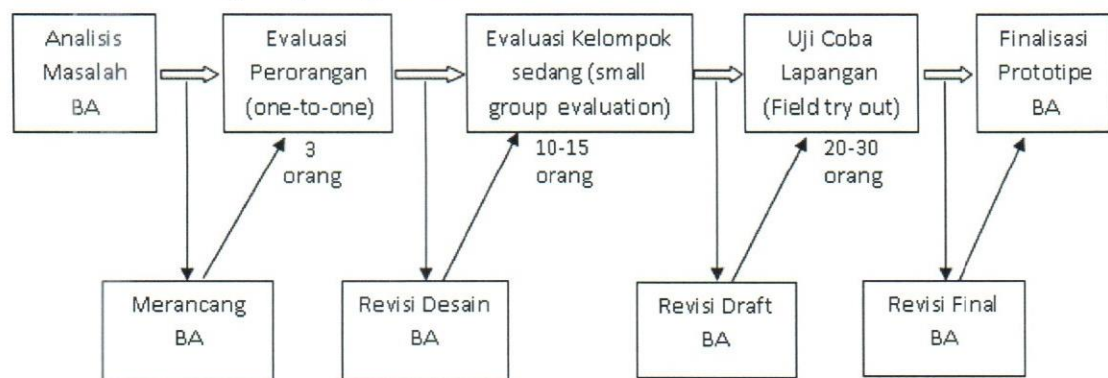 Analisis
Masalah
BA
Evaluasi
Perorangan
(one-to-one)
Evaluasi Kelompok
sedang (small
group evaluation)
Uji Coba
Lapangan
(Field try out)
Finalisasi
Prototipe
BA
3
orang
10-15
orang
20-30
orang
Merancang
BA
Revisi Desain
BA
Revisi Draft
BA
Revisi Final
BA